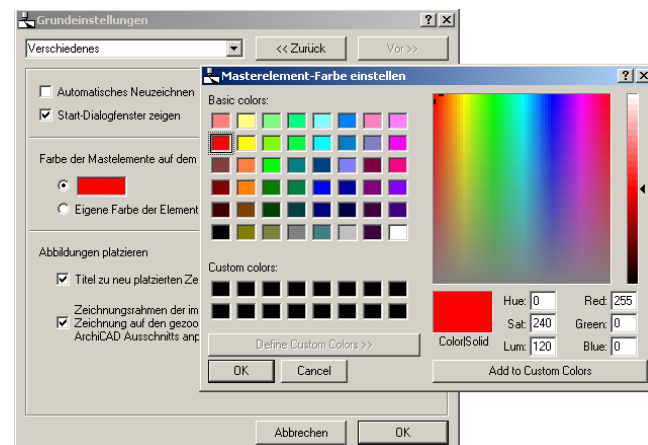 Grundeinstellungen
Verschiedenes
<< Zurück
Vor >>
Automatisches Neuzeichnen
Start-Dialogfenster zeigen
Farbe der Mastelemente auf dem
Eigene Farbe der Element
Abbildungen platzieren
Titel zu neu platzierten Ze
Zeichnungsrahmen der im
Zeichnung auf den gezoo
ArchiCAD Ausschnitts anp
Abbrechen
OK
Masterelement-Farbe einstellen
Basic colors:
Custom colors:
Define Custom Colors >>
OK
Cancel
Color|Solid
Hue: 0
Sat: 240
Lum: 120
Red: 255
Green: 0
Blue: 0
Add to Custom Colors